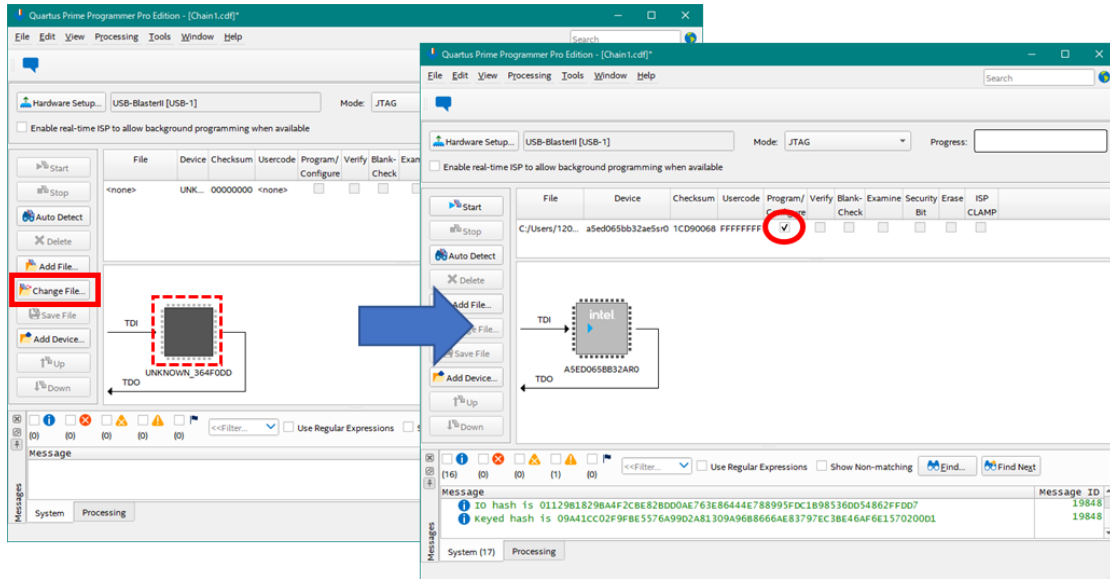 Quartus Prime Programmer Pro Edition - [Chain1.cdf]*
File Edit View Processing Tools Window Help
Search
Hardware Setup... USB-BlasterII [USB-1] Mode: JTAG
Enable real-time ISP to allow background programming when available
File Device Checksum Usercode Program/ Verify Blank- Exam
Configure Check
<none> UNK... 00000000 <none>
Start
Stop
Auto Detect
Delete
Add File...
Change File...
Save File
Add Device...
Up
Down
TDI
UNKNOWN_364F0DD
TDO
(0) (0) (0) (0) (0)
<<Filter... Use Regular Expressions
Message
Messages
System Processing
Quartus Prime Programmer Pro Edition - [Chain1.cdf]*
File Edit View Processing Tools Window Help
Search
Hardware Setup... USB-BlasterII [USB-1] Mode: JTAG Progress:
Enable real-time ISP to allow background programming when available
File Device Checksum Usercode Program/ Verify Blank- Examine Security Erase ISP
Configure Check Bit CLAMP
C:/Users/120... a5ed065bb32ae5sr0 1CD90068 FFFFFFFF
Start
Stop
Auto Detect
Delete
Add File...
File...
Save File
Add Device...
Up
Down
TDI
intel
A5ED065BB32AR0
TDO
(16) (0) (0) (1) (0)
<<Filter... Use Regular Expressions Show Non-matching Find... Find Next
Message Message ID
IO hash is 01129B1829BA4F2CBE82BDD0AE763E86444E788995FDC1B98536DD54862FFDD7 19848
Keyed hash is 09A41CC02F9FBE5576A99D2A81309A96B8666AE83797EC3BE46AF6E1570200D1 19848
Messages
System (17) Processing